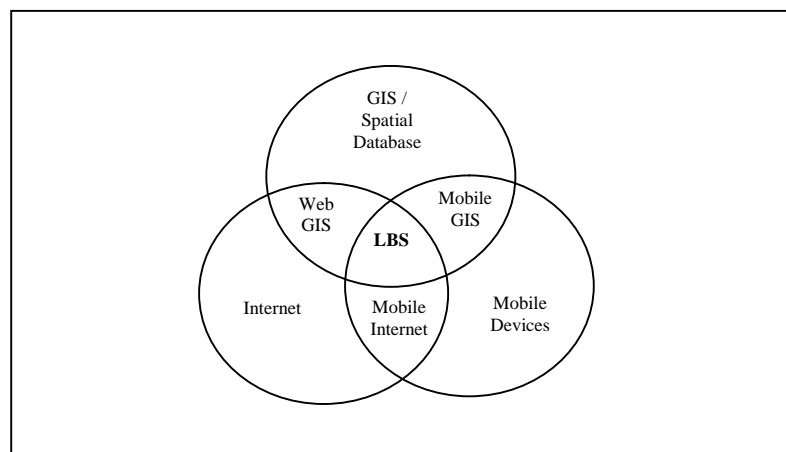 GIS /
Spatial
Database
Web
GIS
Mobile
GIS
LBS
Internet
Mobile
Internet
Mobile
Devices